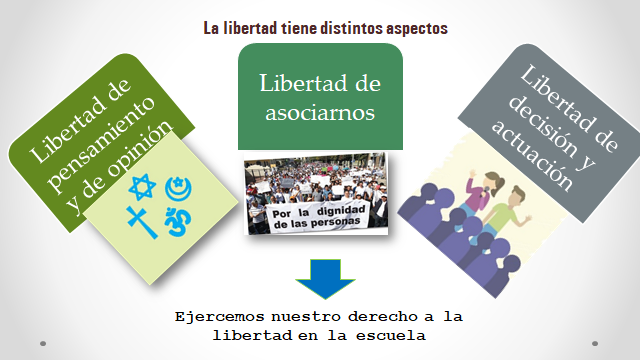 La libertad tiene distintos aspectos
Libertad de
pensamiento
y de opinión
Libertad de
asociarnos
Por la dignidad
de las personas
Libertad de
decisión y
actuación
Ejercemos nuestro derecho a la
libertad en la escuela